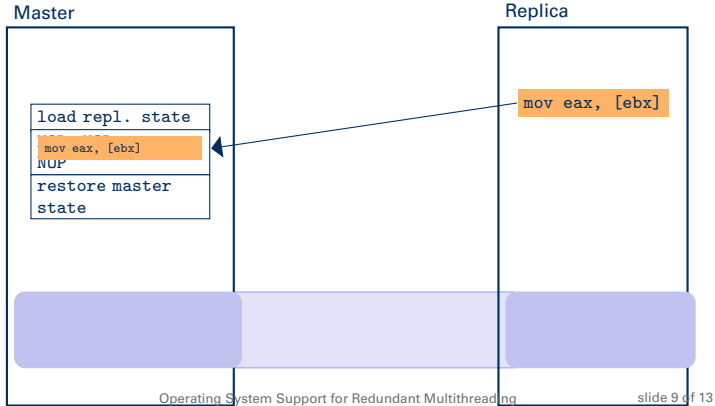 Master
Replica
mov eax, [ebx]
load repl. state
mov eax, [ebx]
NOP
restore master
state
Operating System Support for Redundant Multithreading
slide 9 of 13